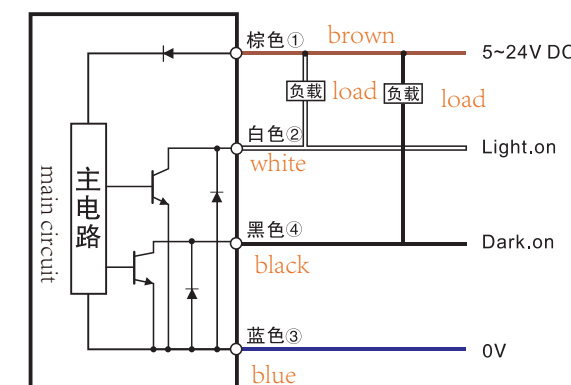 棕色① brown
5~24V DC
负载 load
负载 load
白色② white
Light.on
主电路
main circuit
黑色④ black
Dark.on
蓝色③ blue
0V